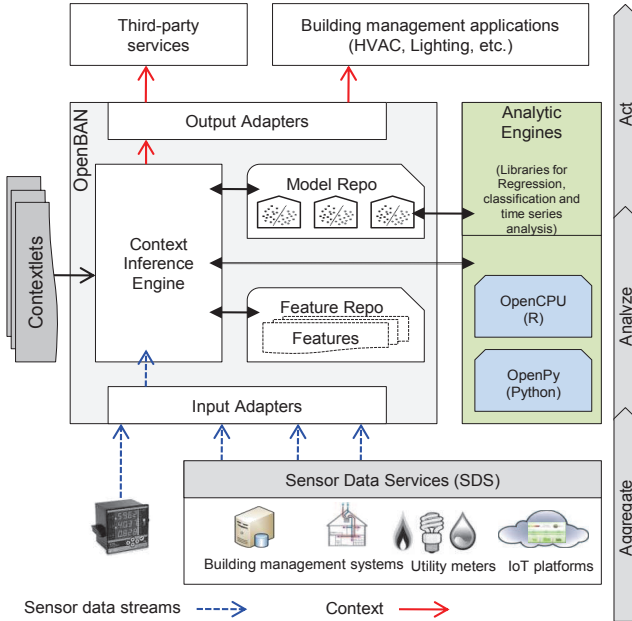 Third-party
services
Building management applications
(HVAC, Lighting, etc.)
Act
OpenBAN
Output Adapters
Analytic
Engines
(Libraries for
Regression,
classification and
time series
analysis)
Model Repo
Context
Inference
Engine
Contextlets
Feature Repo
Features
OpenCPU
(R)
OpenPy
(Python)
Analyze
Input Adapters
Sensor Data Services (SDS)
Aggregate
Building management systems
Utility meters
IoT platforms
Sensor data streams
Context